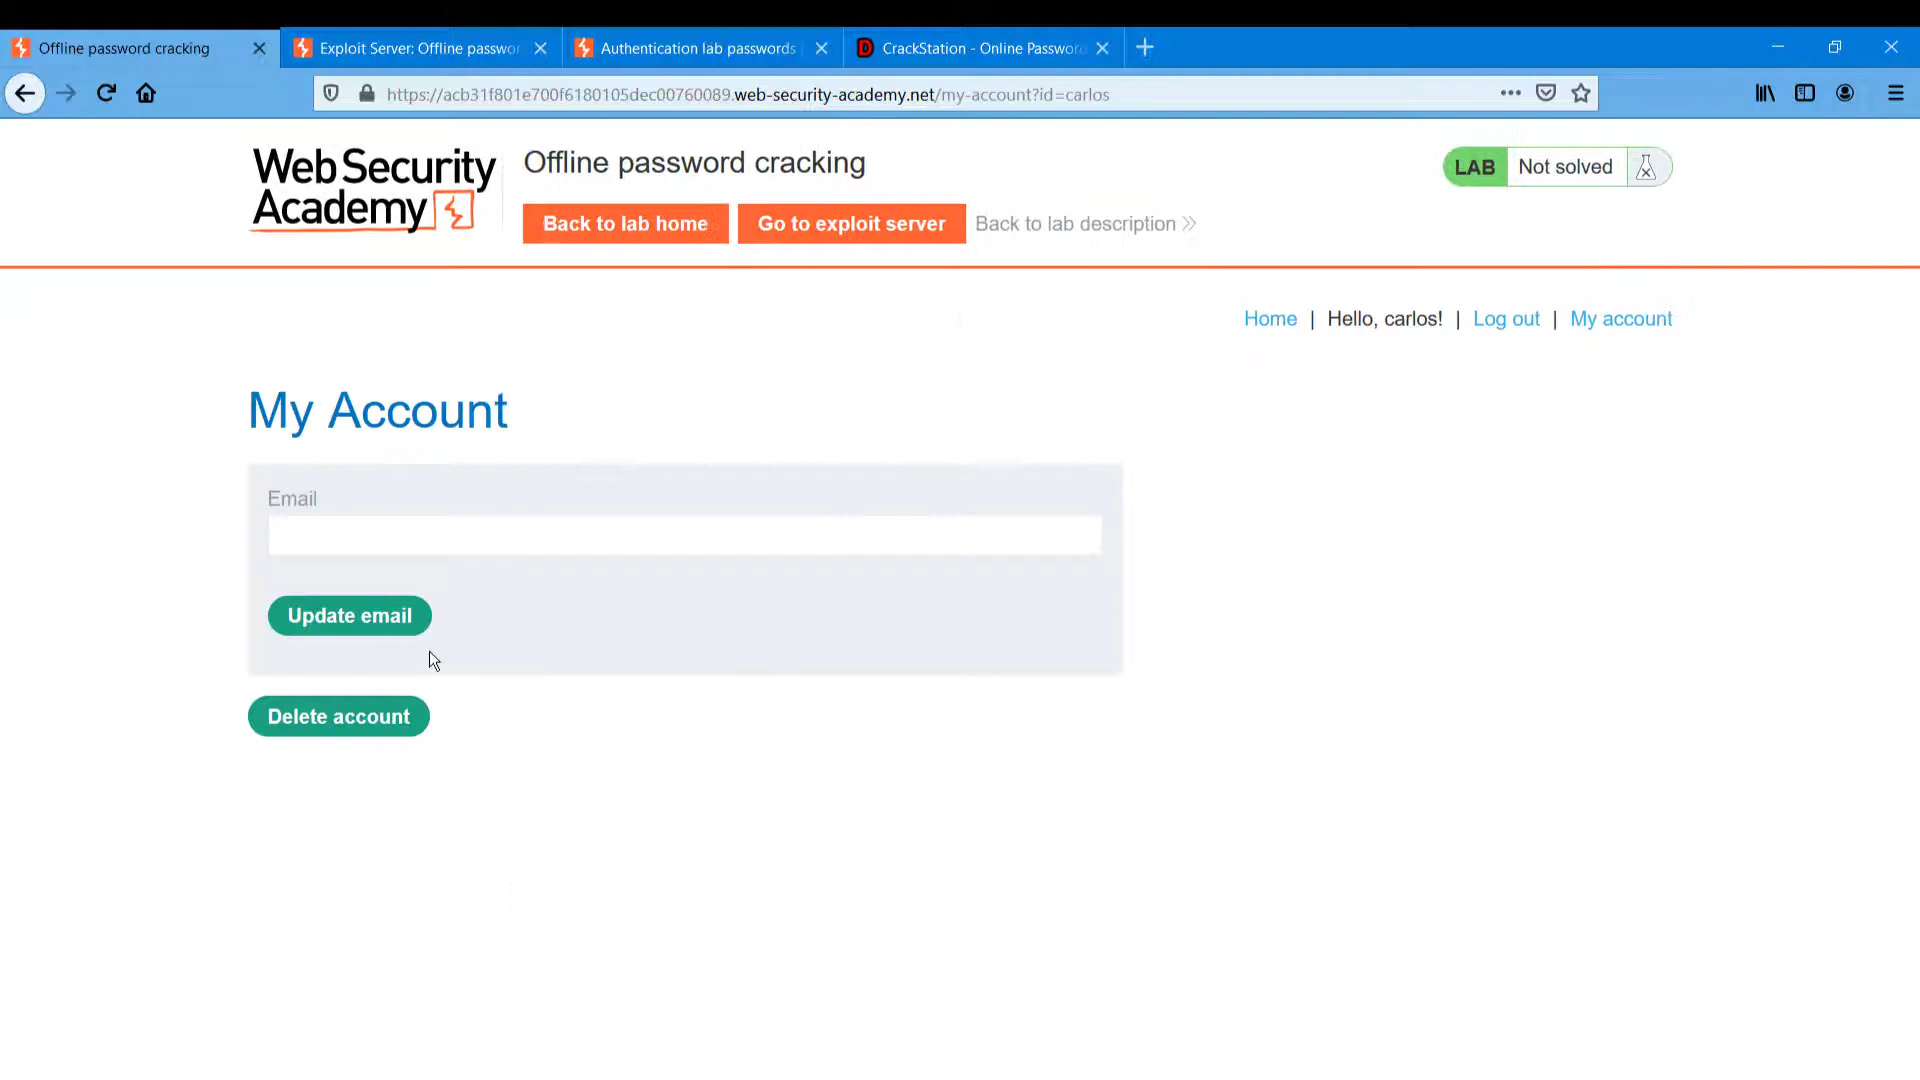 Offline password cracking
Exploit Server: Offline passwor
Authentication lab passwords
CrackStation - Online Passwor
https://acb31f801e700f6180105dec00760089.web-security-academy.net/my-account?id=carlos
Web Security
Academy
Offline password cracking
LAB Not solved
Back to lab home
Go to exploit server
Back to lab description
Home | Hello, carlos! | Log out | My account
My Account
Email
Update email
Delete account